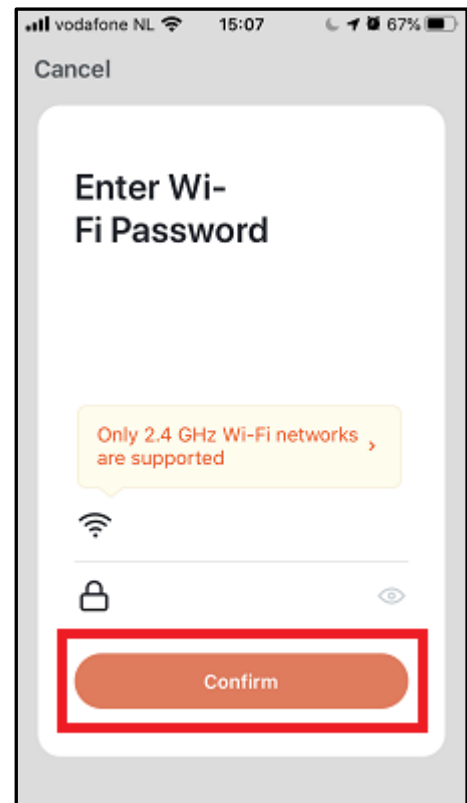 vodafone NL 15:07 67%
Cancel
Enter Wi-
Fi Password
Only 2.4 GHz Wi-Fi networks
are supported
Confirm